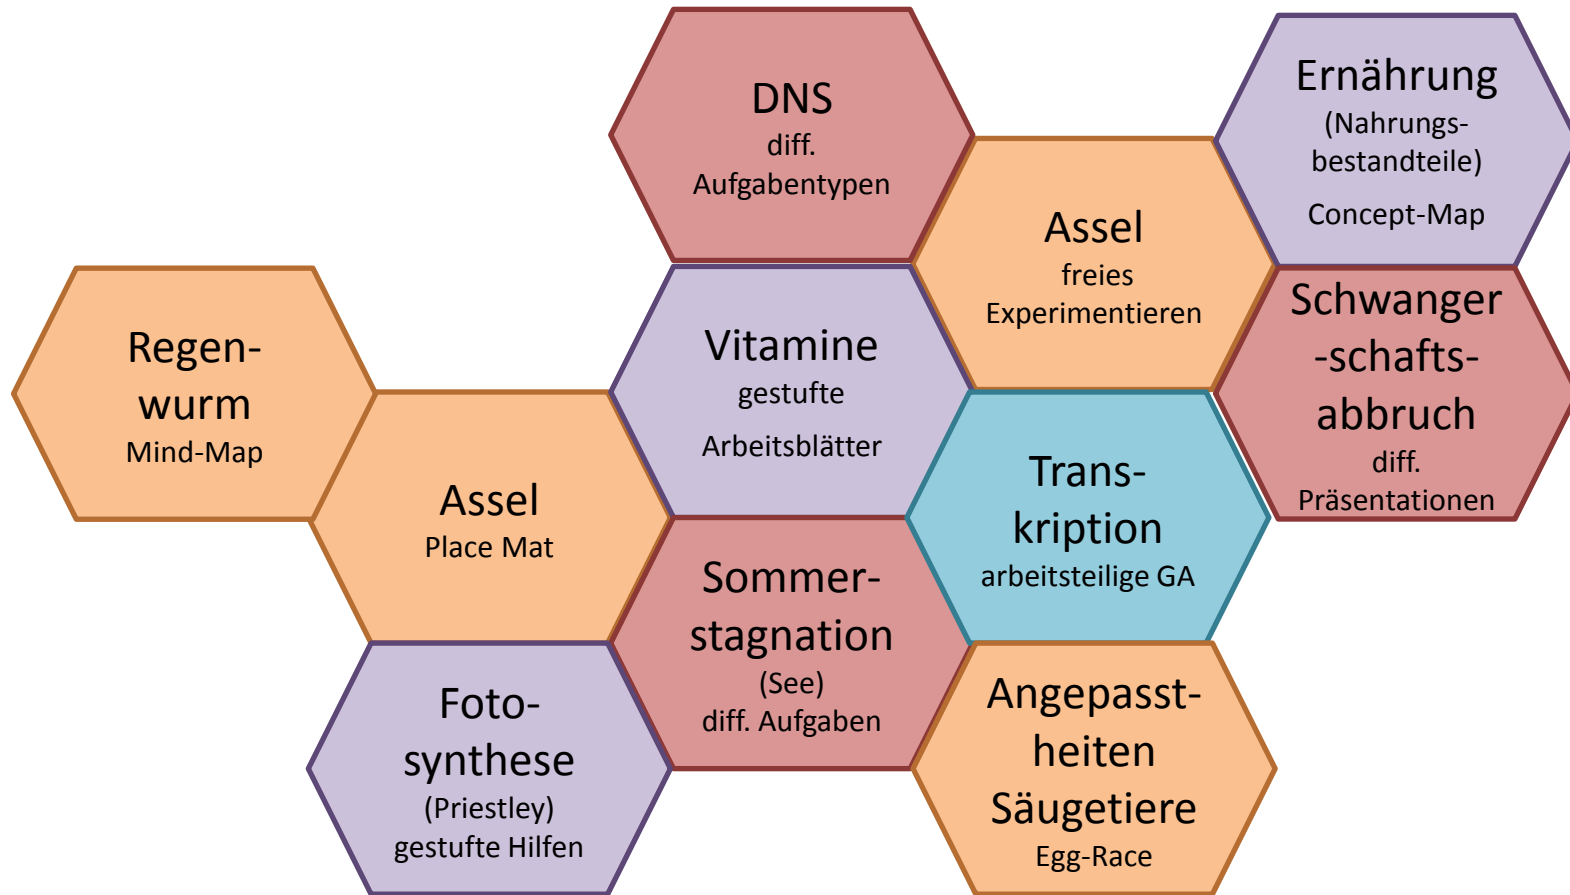 DNS
diff.
Aufgabentypen
Ernährung
(Nahrungs-
bestandteile)
Concept-Map
Assel
freies
Experimentieren
Regen-
wurm
Mind-Map
Vitamine
gestufte
Arbeitsblätter
Schwanger
-schafts-
abbruch
diff.
Präsentationen
Assel
Place Mat
Trans-
kription
arbeitsteilige GA
Sommer-
stagnation
(See)
diff. Aufgaben
Foto-
synthese
(Priestley)
gestufte Hilfen
Angepasst-
heiten
Säugetiere
Egg-Race